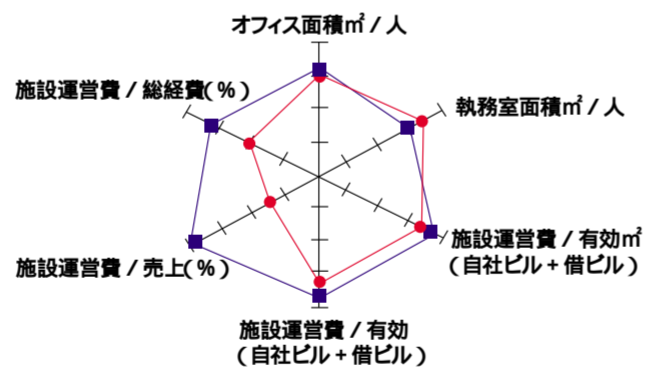 オフィス面積㎡/人
施設運営費/総経費(%)
執務室面積㎡/人
施設運営費/有効㎡
(自社ビル+借ビル)
施設運営費/売上(%)
施設運営費/有効
(自社ビル+借ビル)